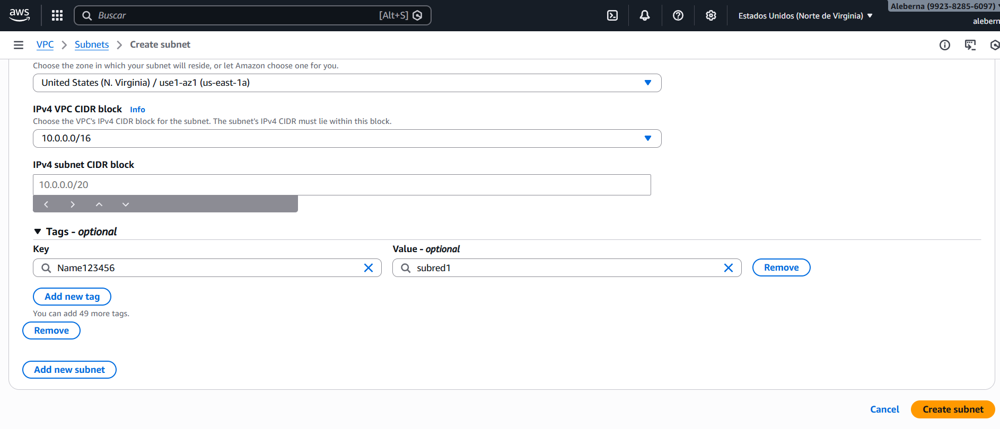 aws
Buscar
[Alt+S]
Estados Unidos (Norte de Virginia)
Aleberna (9923-8285-6097)
alebern
VPC
Subnets
Create subnet
Choose the zone in which your subnet will reside, or let Amazon choose one for you.
United States (N. Virginia) / use1-az1 (us-east-1a)
IPv4 VPC CIDR block Info
Choose the VPC's IPv4 CIDR block for the subnet. The subnet's IPv4 CIDR must lie within this block.
10.0.0.0/16
IPv4 subnet CIDR block
10.0.0.0/20
Tags - optional
Key
Value - optional
Name123456
subred1
Remove
Add new tag
You can add 49 more tags.
Remove
Add new subnet
Cancel
Create subnet